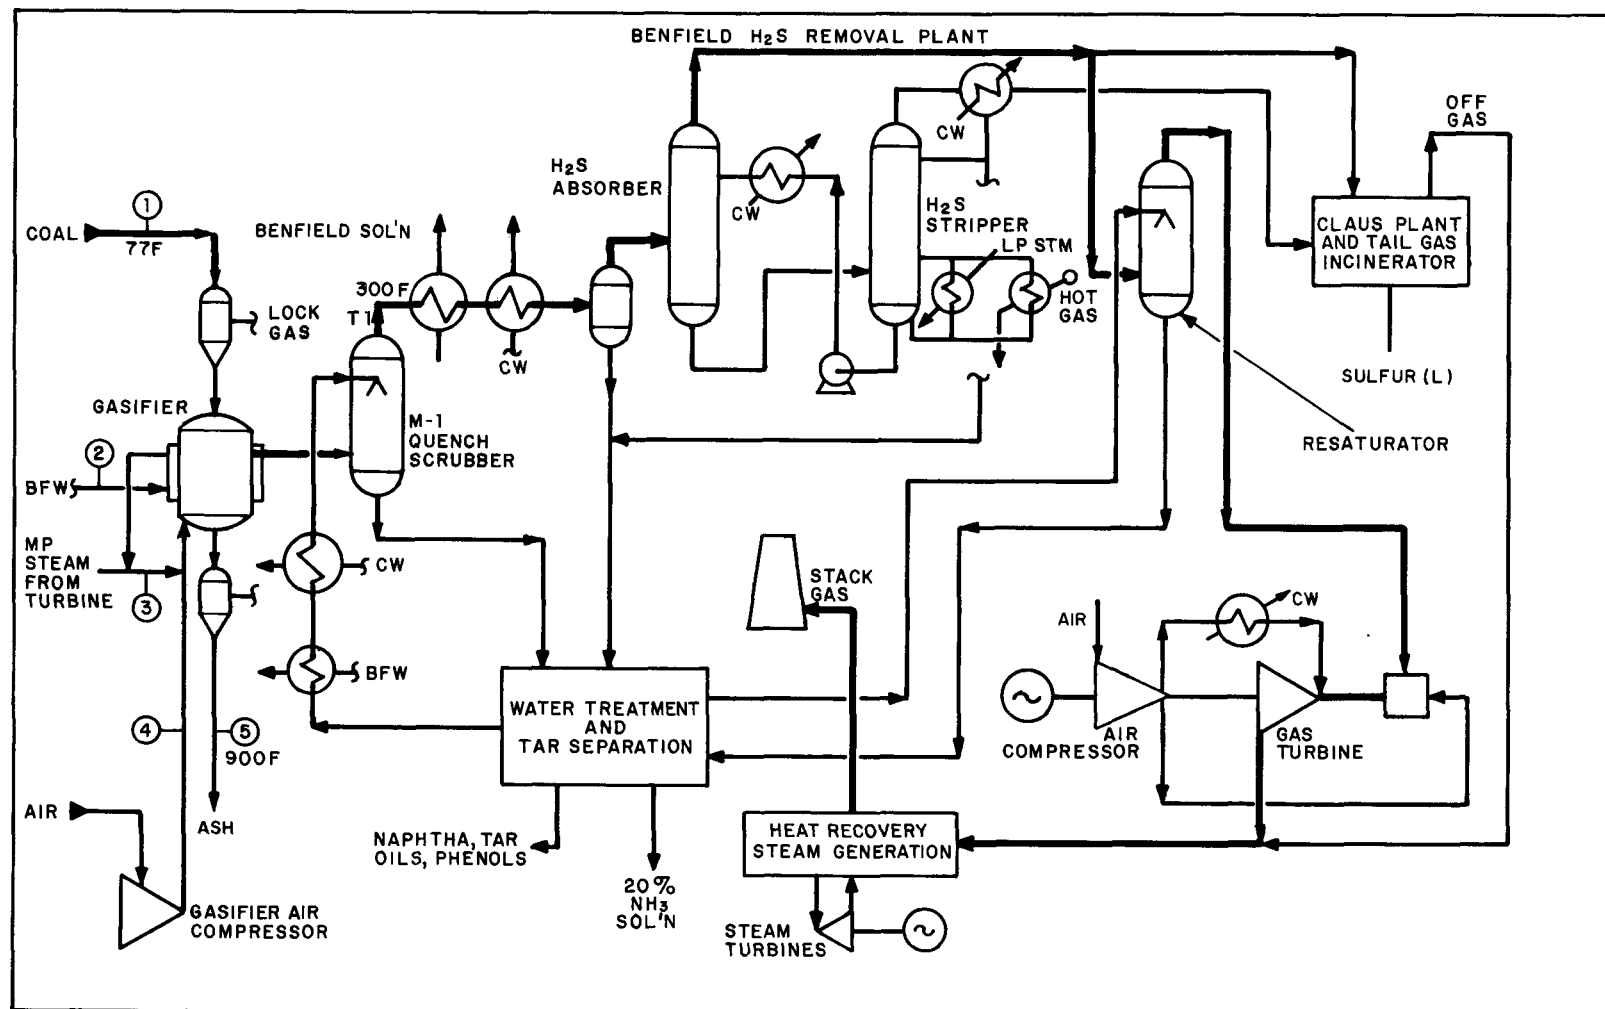 BENFIELD H2S REMOVAL PLANT
CW
OFF
GAS
H2S
ABSORBER
CW
H2S
STRIPPER
LP STM
HOT
GAS
CLAUS PLANT
AND TAIL GAS
INCINERATOR
SULFUR (L)
RESATURATOR
1
COAL
77F
BENFIELD SOL'N
300F
T1
CW
LOCK
GAS
GASIFIER
M-1
QUENCH
SCRUBBER
2
BFW
MP
STEAM
FROM
TURBINE
3
CW
BFW
STACK
GAS
AIR
CW
4
5
900F
WATER TREATMENT
AND
TAR SEPARATION
~
AIR
COMPRESSOR
GAS
TURBINE
AIR
ASH
NAPHTHA, TAR
OILS, PHENOLS
20%
NH3
SOL'N
HEAT RECOVERY
STEAM GENERATION
GASIFIER AIR
COMPRESSOR
STEAM
TURBINES
~